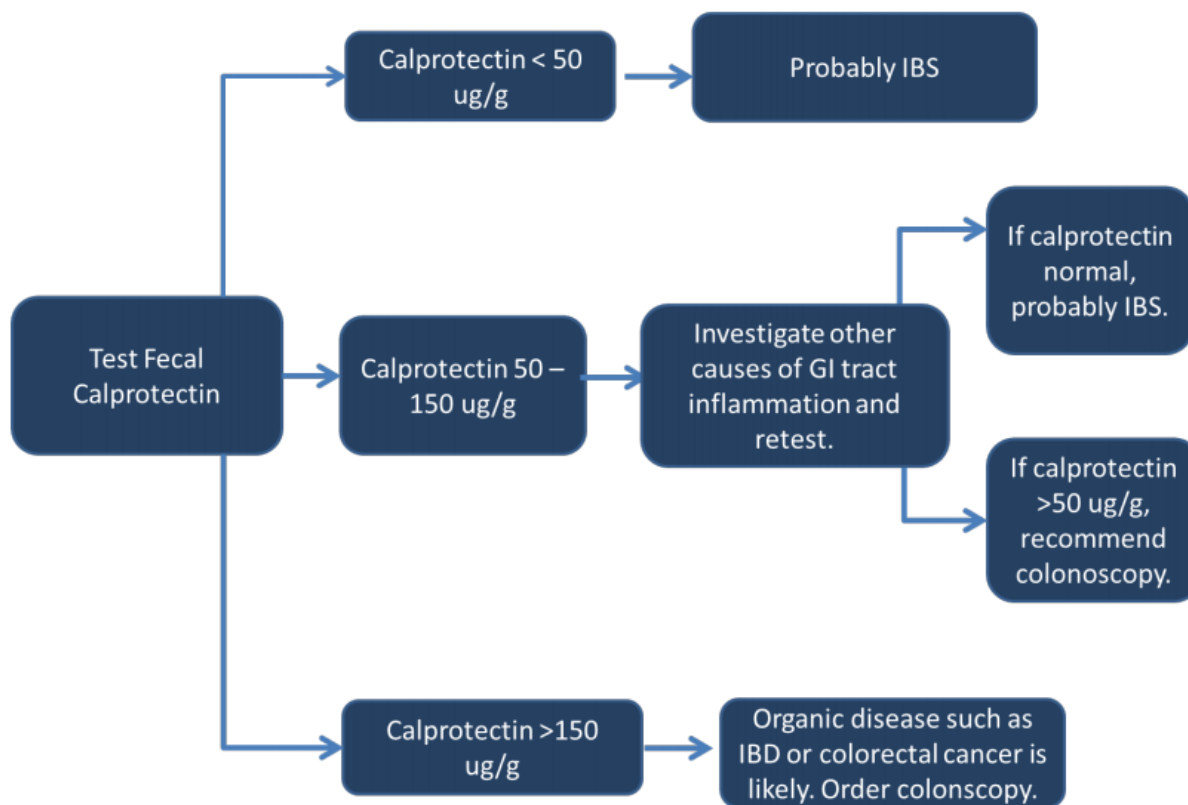 Calprotectin < 50
ug/g
Probably IBS
If calprotectin
normal,
probably IBS.
Test Fecal
Calprotectin
Calprotectin 50 –
150 ug/g
Investigate other
causes of GI tract
inflammation and
retest.
If calprotectin
>50 ug/g,
recommend
colonoscopy.
Calprotectin >150
ug/g
Organic disease such as
IBD or colorectal cancer is
likely. Order colonscopy.